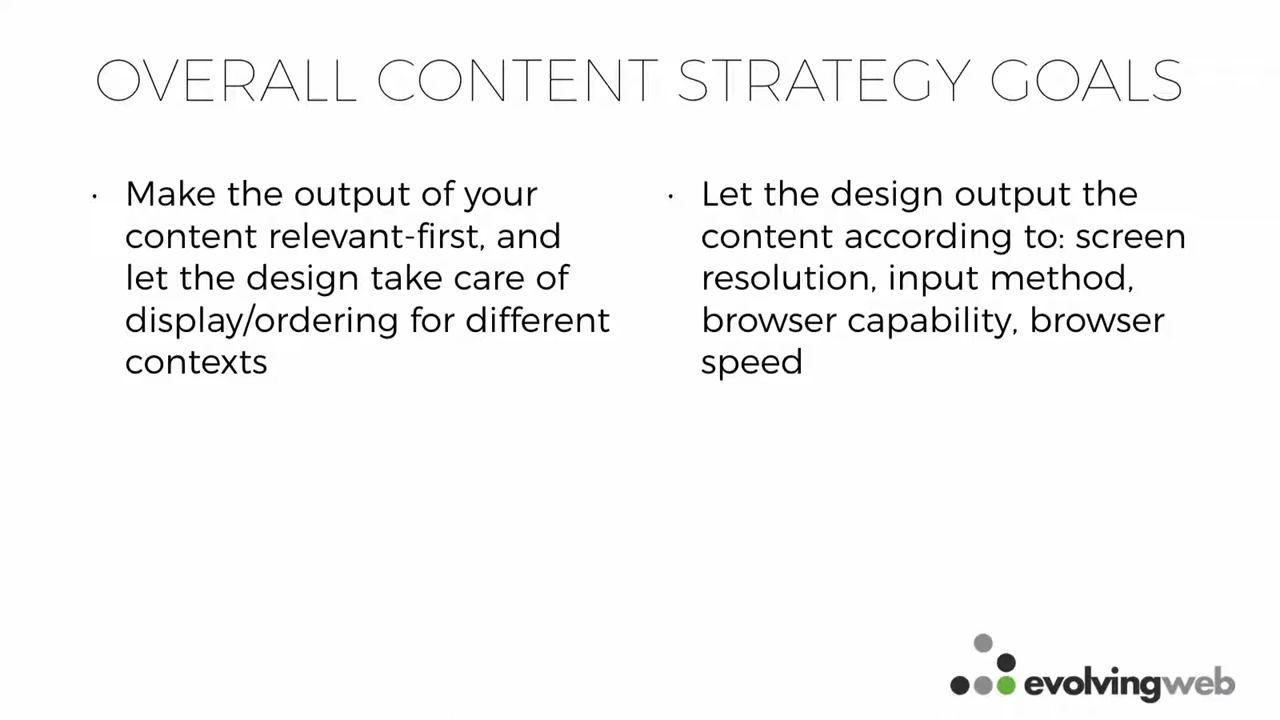 OVERALL CONTENT STRATEGY GOALS
· Make the output of your
content relevant-first, and
let the design take care of
display/ordering for different
contexts
· Let the design output the
content according to: screen
resolution, input method,
browser capability, browser
speed
evolvingweb